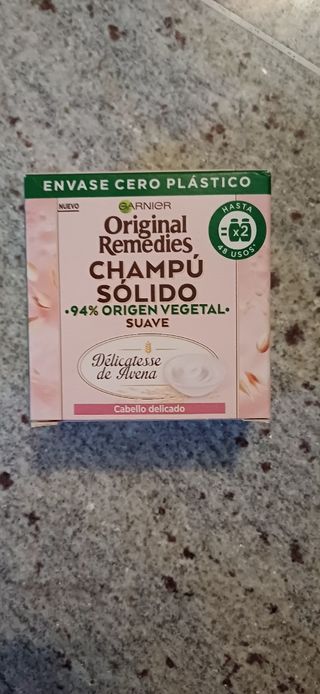 ENVASE CERO PLÁSTICO
NUEVO
GARNIER
Original
Remedies
CHAMPÚ
SÓLIDO
•94% ORIGEN VEGETAL•
SUAVE
HASTA
= x2
48 USOS*
Délicatesse
de Avena
Cabello delicado